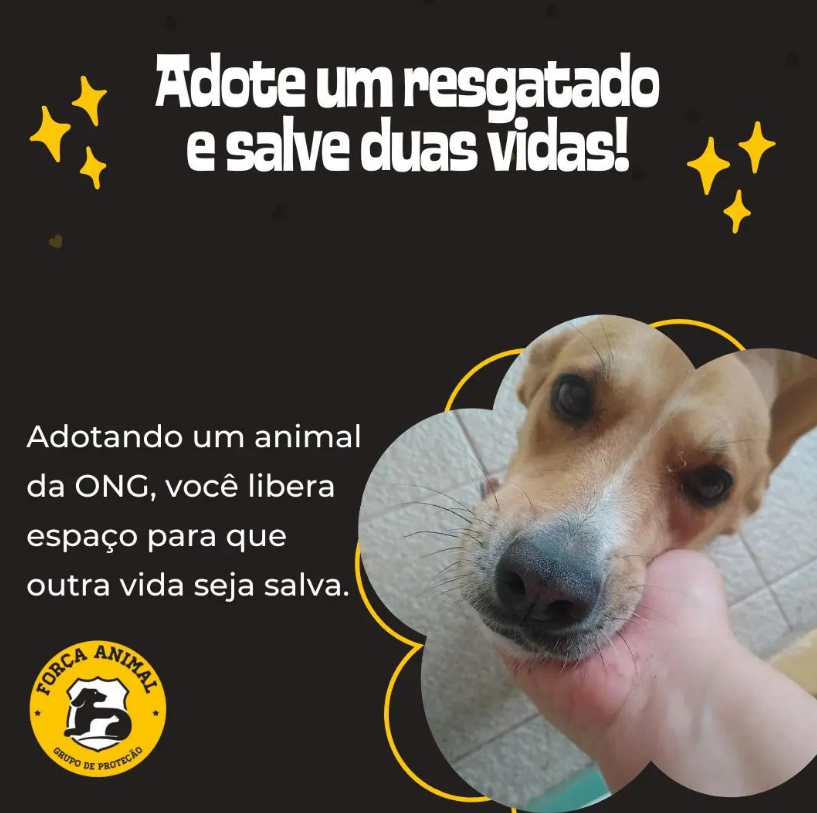 Adote um resgatado
e salve duas vidas!
Adotando um animal
da ONG, você libera
espaço para que
outra vida seja salva.
FORÇA ANIMAL
GRUPO DE PROTEÇÃO